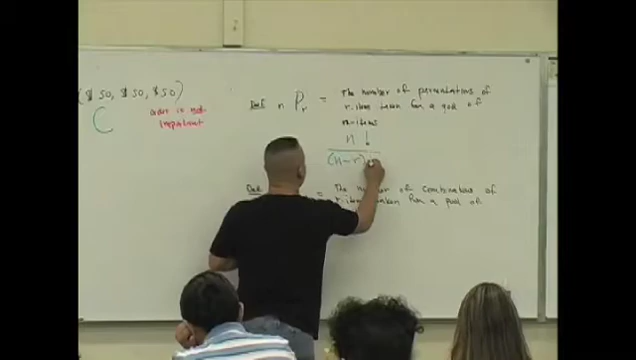 ($50, $50, $50)
C
order is not
important
Def n P r = The number of permutations of
r-items taken from a pool of
n-items
n !
(n-r)
Def = The number of combinations of
r-items taken from a pool of